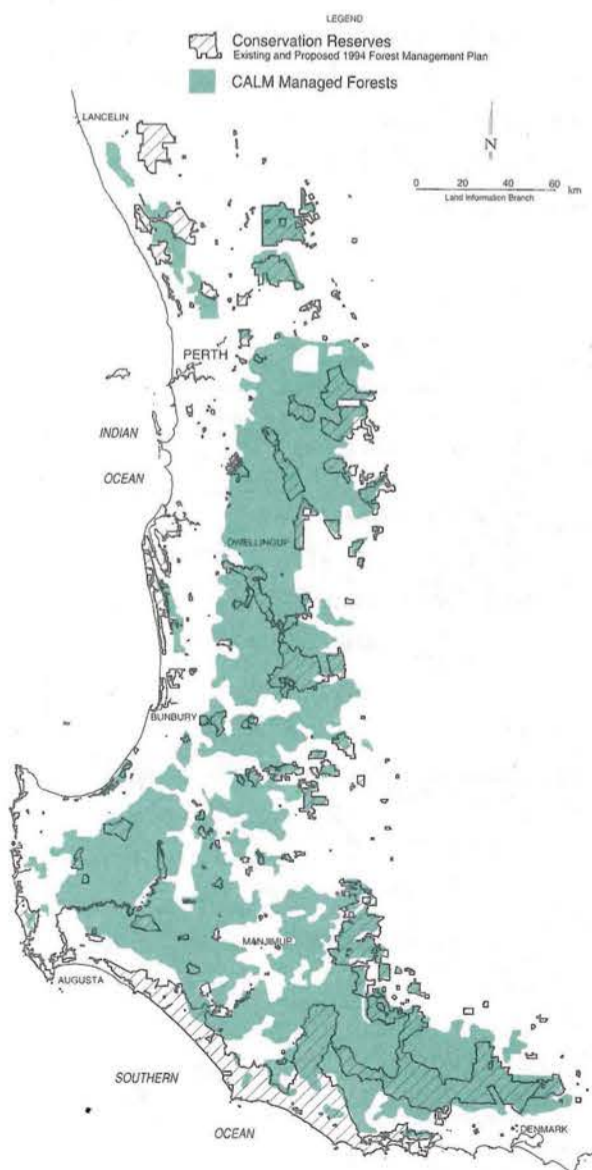 LEGEND
Conservation Reserves
Existing and Proposed 1994 Forest Management Plan
CALM Managed Forests
LANCELIN
N
0 20 40 60 km
Land Information Branch
PERTH
INDIAN
OCEAN
DWELLINGUP
BUNBURY
MANJIMUP
AUGUSTA
SOUTHERN
OCEAN
DENMARK